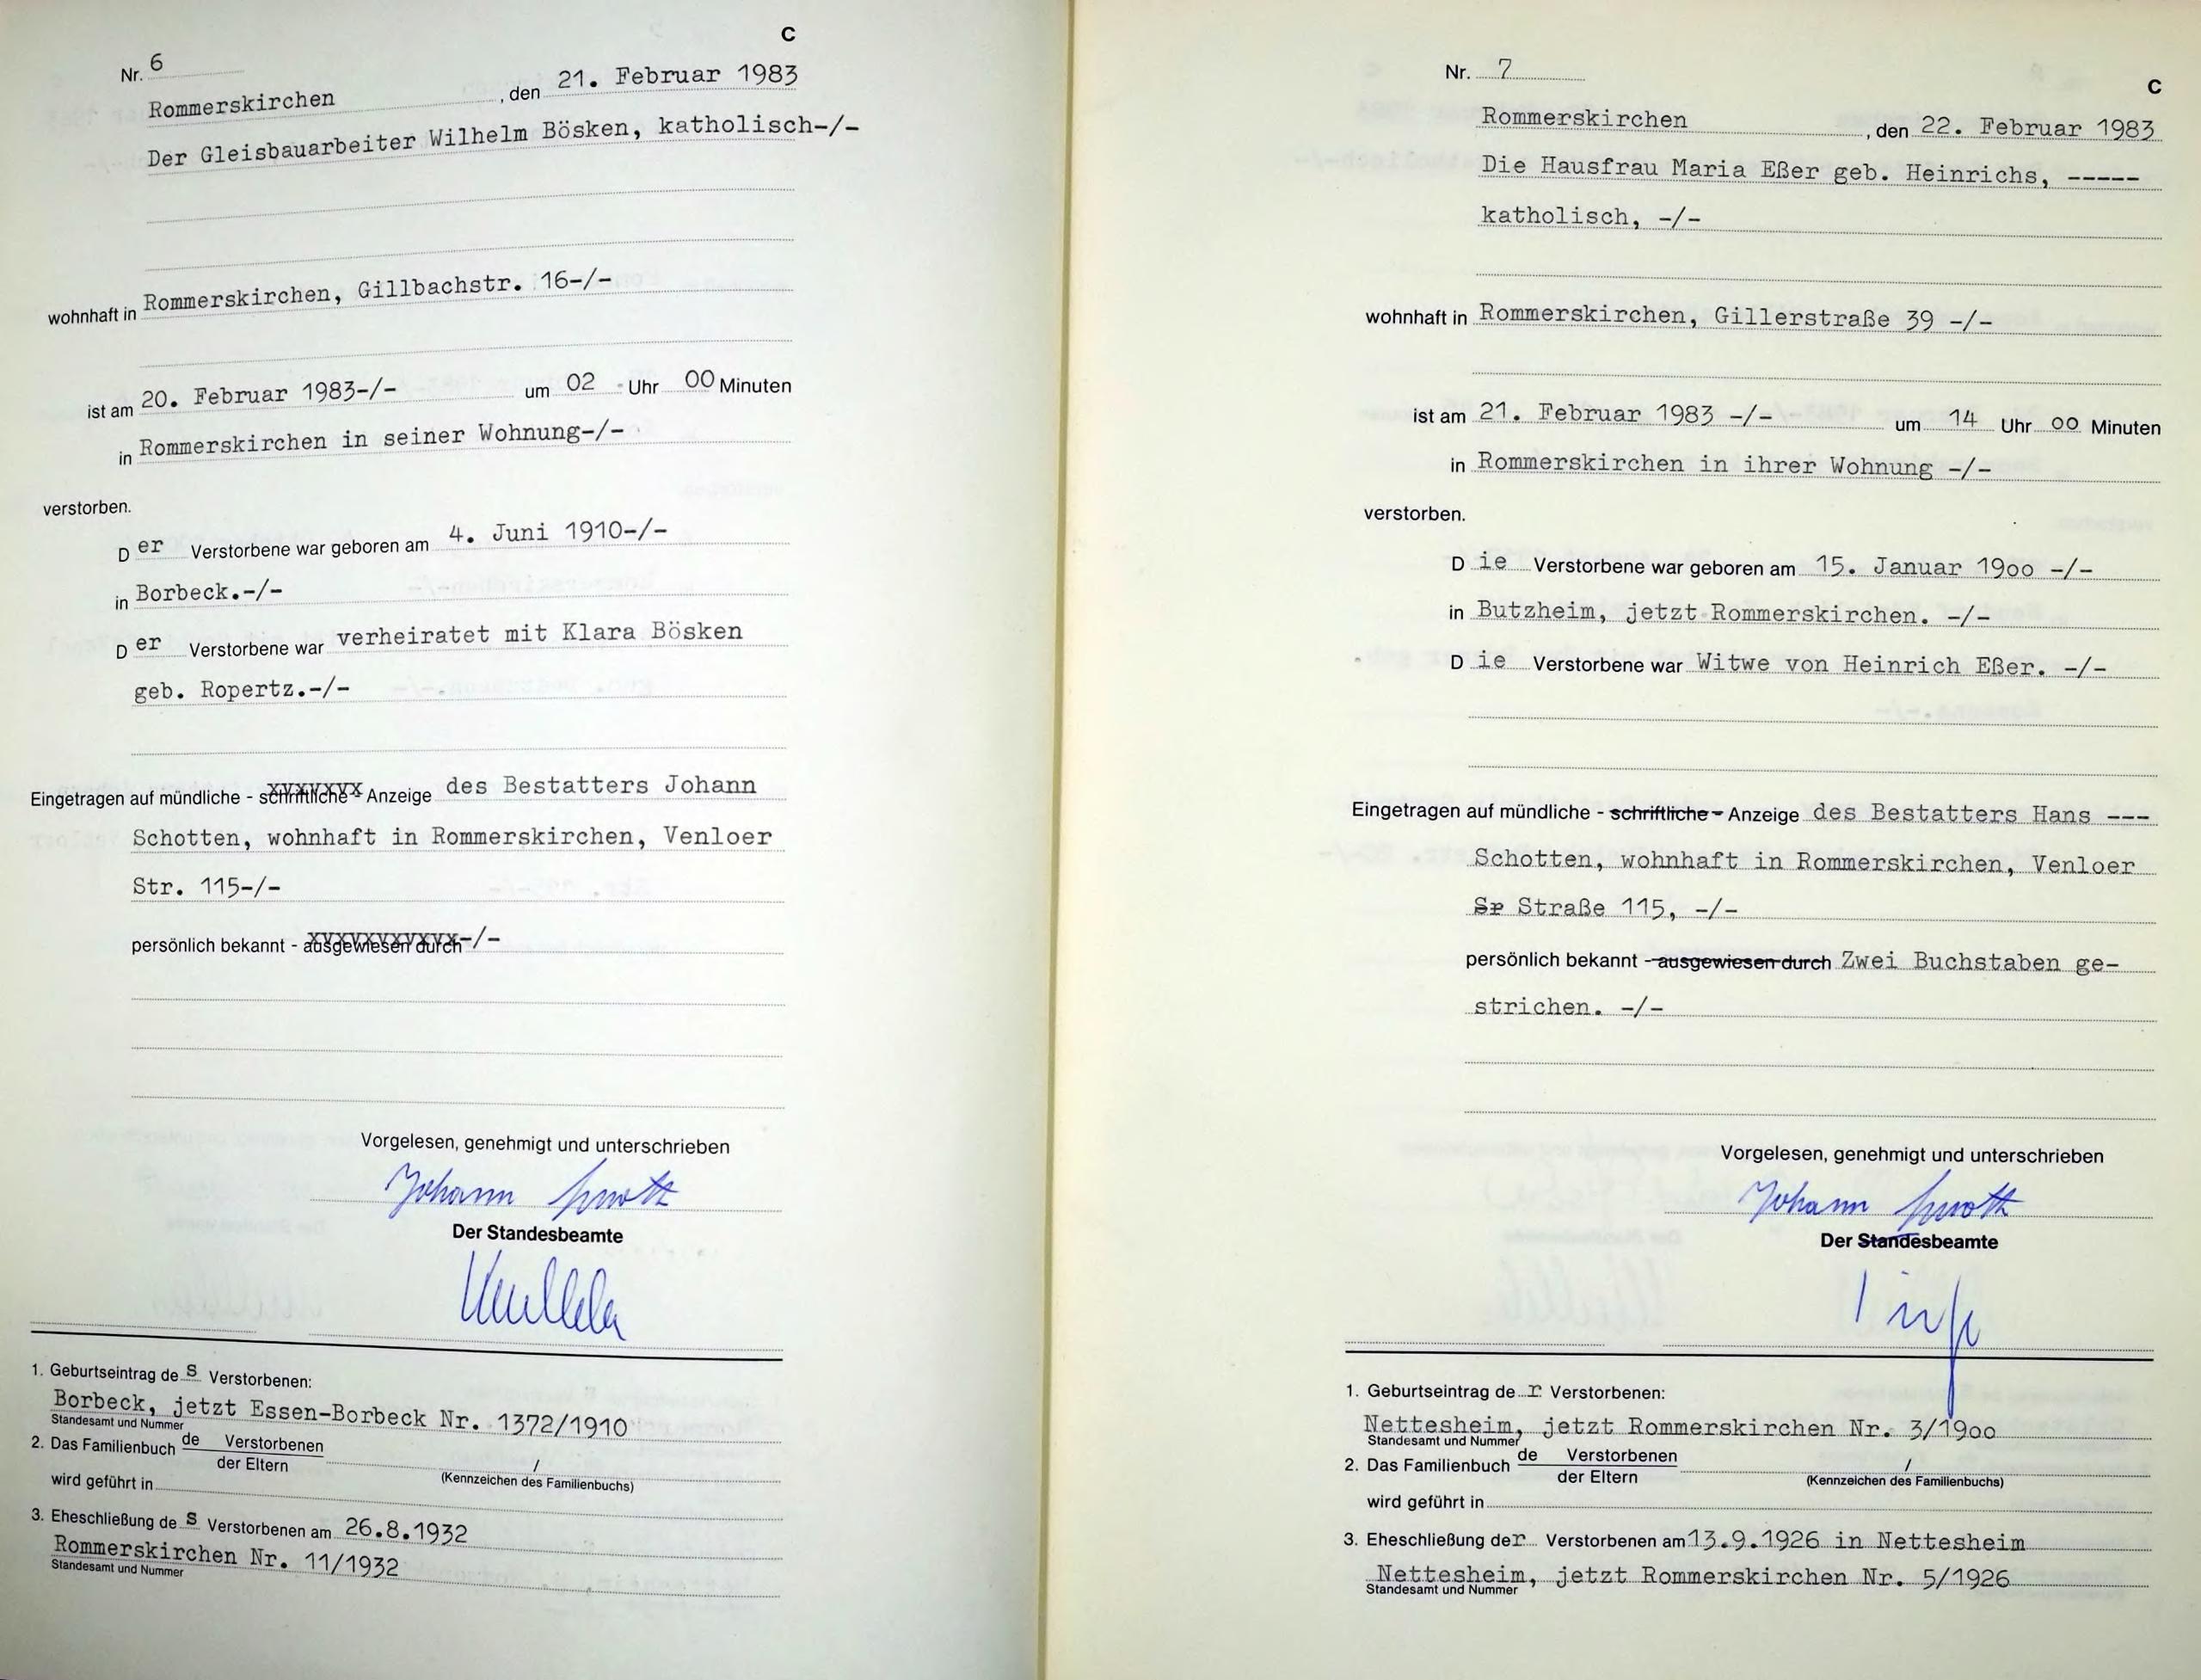 C
Nr. 6
Rommerskirchen , den 21. Februar 1983
Der Gleisbauarbeiter Wilhelm Bösken, katholisch-/-
wohnhaft in Rommerskirchen, Gillbachstr. 16-/-
ist am 20. Februar 1983-/- um 02 Uhr 00 Minuten
in Rommerskirchen in seiner Wohnung-/-
verstorben.
D er Verstorbene war geboren am 4. Juni 1910-/-
in Borbeck.-/-
D er Verstorbene war verheiratet mit Klara Bösken
geb. Ropertz.-/-
Eingetragen auf mündliche - schriftliche - Anzeige des Bestatters Johann
Schotten, wohnhaft in Rommerskirchen, Venloer
Str. 115-/-
persönlich bekannt - ausgewiesen durch-/-
Vorgelesen, genehmigt und unterschrieben
Johann
Der Standesbeamte
1. Geburtseintrag de s Verstorbenen:
Borbeck, jetzt Essen-Borbeck Nr. 1372/1910
Standesamt und Nummer
2. Das Familienbuch de Verstorbenen
der Eltern / (Kennzeichen des Familienbuchs)
wird geführt in
3. Eheschließung de s Verstorbenen am 26.8.1932
Rommerskirchen Nr. 11/1932
Standesamt und Nummer
Nr. 7
C
Rommerskirchen , den 22. Februar 1983
Die Hausfrau Maria Eßer geb. Heinrichs, -----
katholisch, -/-
wohnhaft in Rommerskirchen, Gillerstraße 39 -/-
ist am 21. Februar 1983 -/- um 14 Uhr 00 Minuten
in Rommerskirchen in ihrer Wohnung -/-
verstorben.
D ie Verstorbene war geboren am 15. Januar 1900 -/-
in Butzheim, jetzt Rommerskirchen. -/-
D ie Verstorbene war Witwe von Heinrich Eßer. -/-
Eingetragen auf mündliche - schriftliche - Anzeige des Bestatters Hans ---
Schotten, wohnhaft in Rommerskirchen, Venloer
Sr Straße 115, -/-
persönlich bekannt - ausgewiesen durch Zwei Buchstaben ge-
strichen. -/-
Vorgelesen, genehmigt und unterschrieben
Johann
Der Standesbeamte
1. Geburtseintrag de r Verstorbenen:
Nettesheim, jetzt Rommerskirchen Nr. 3/1900
Standesamt und Nummer
2. Das Familienbuch de Verstorbenen
der Eltern / (Kennzeichen des Familienbuchs)
wird geführt in
3. Eheschließung der Verstorbenen am 13.9.1926 in Nettesheim
Nettesheim, jetzt Rommerskirchen Nr. 5/1926
Standesamt und Nummer